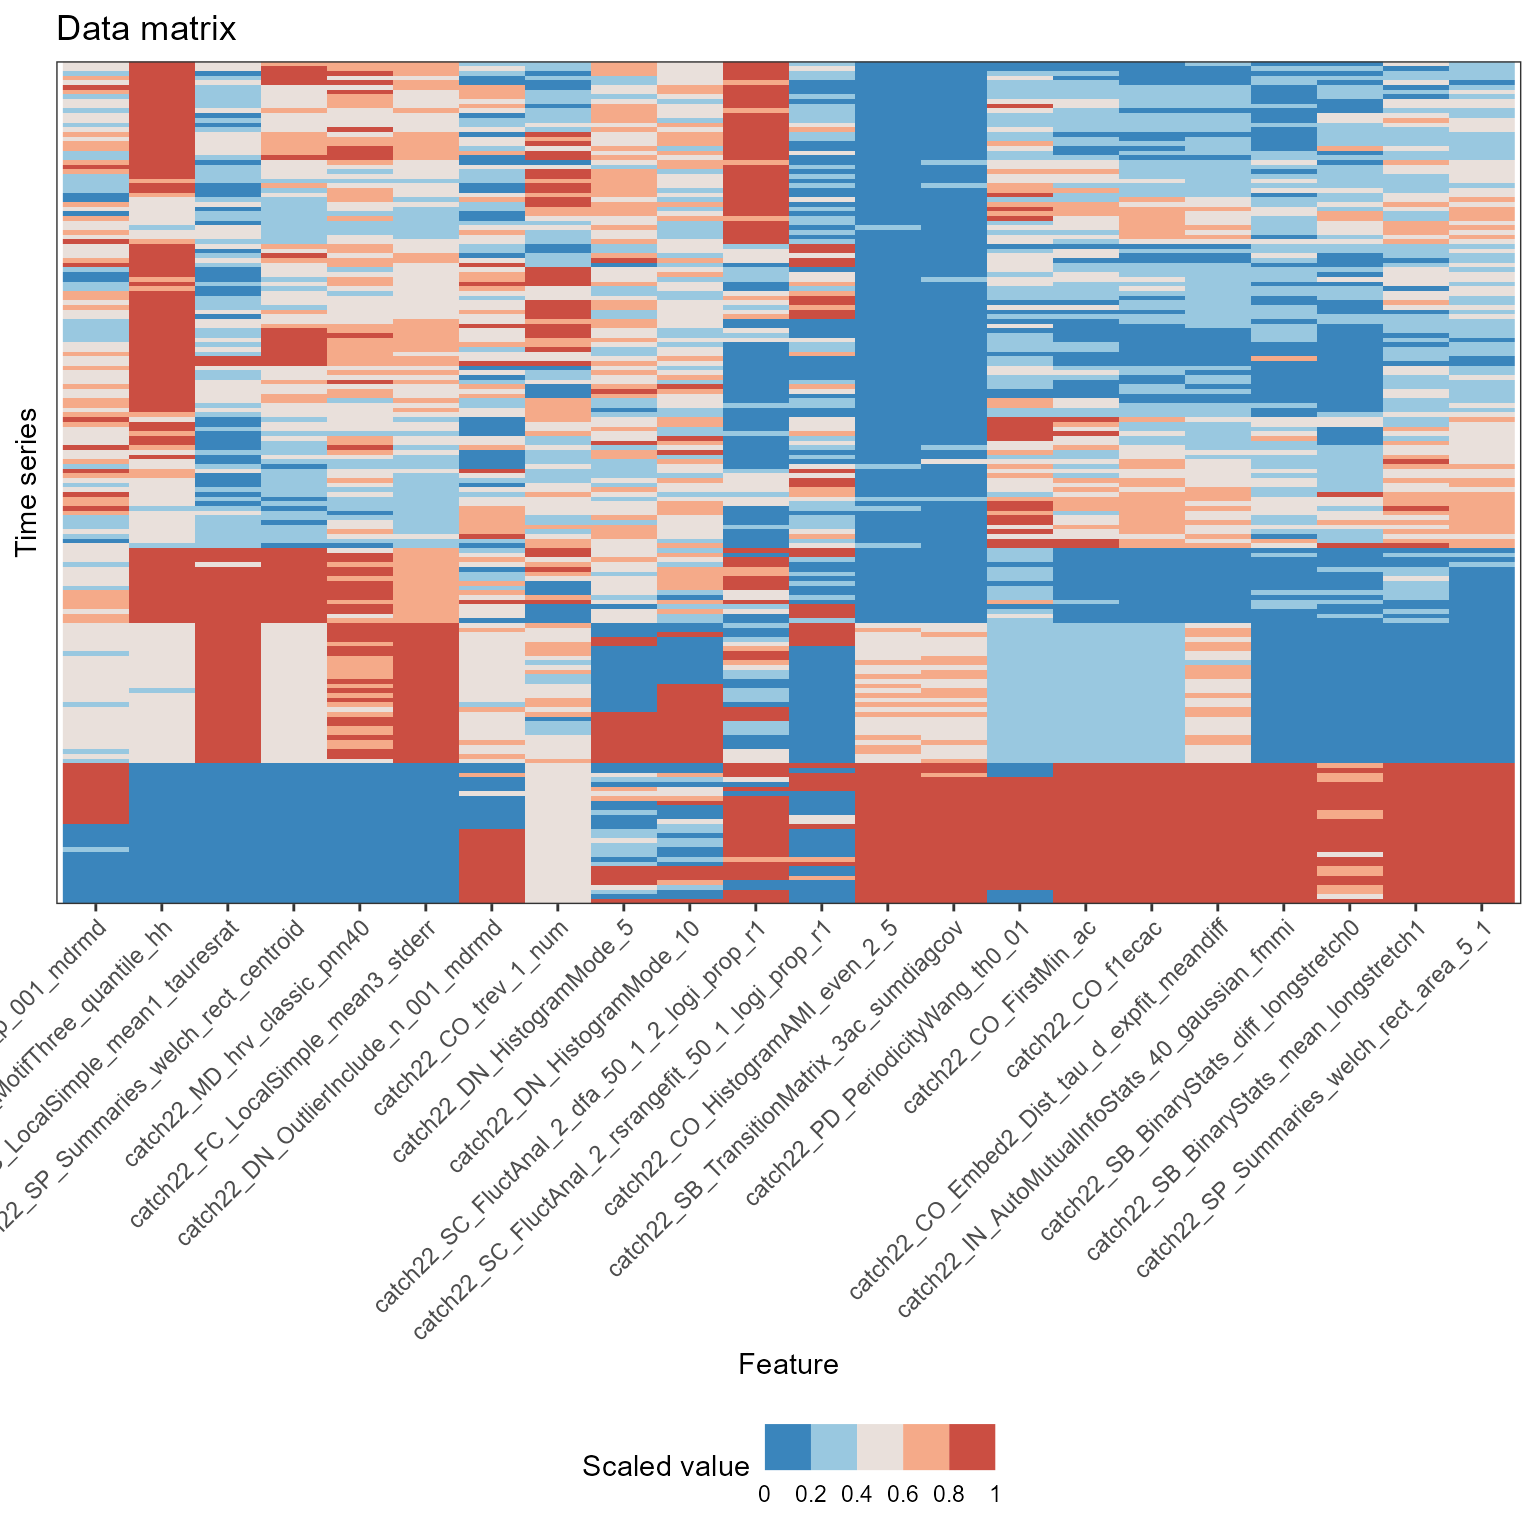 Data matrix
Time series
p_001_mdrmd
MotifThree_quantile_hh
LocalSimple_mean1_tauresrat
22_SP_Summaries_welch_rect_centroid
catch22_MD_hrv_classic_pnn40
catch22_FC_LocalSimple_mean3_stderr
catch22_DN_OutlierInclude_n_001_mdrmd
catch22_CO_trev_1_num
catch22_DN_HistogramMode_5
catch22_DN_HistogramMode_10
catch22_SC_FluctAnal_2_dfa_50_1_2_logi_prop_r1
catch22_SC_FluctAnal_2_rsrangefit_50_1_logi_prop_r1
catch22_CO_HistogramAMI_even_2_5
catch22_SB_TransitionMatrix_3ac_sumdiagcov
catch22_PD_PeriodicityWang_th0_01
catch22_CO_FirstMin_ac
catch22_CO_f1ecac
catch22_CO_Embed2_Dist_tau_d_expfit_meandiff
catch22_IN_AutoMutualInfoStats_40_gaussian_fmmi
catch22_SB_BinaryStats_diff_longstretch0
catch22_SB_BinaryStats_mean_longstretch1
catch22_SP_Summaries_welch_rect_area_5_1
Feature
Scaled value
0 0.2 0.4 0.6 0.8 1